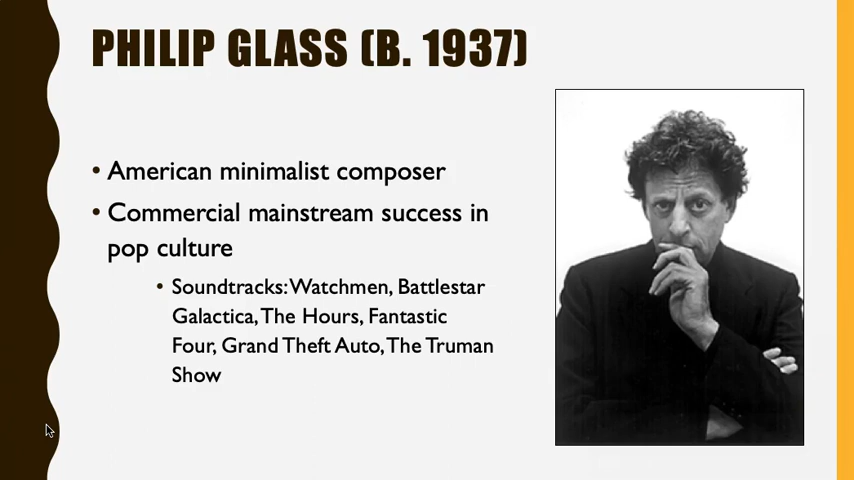 PHILIP GLASS (B. 1937)
• American minimalist composer
• Commercial mainstream success in
pop culture
• Soundtracks: Watchmen, Battlestar
Galactica, The Hours, Fantastic
Four, Grand Theft Auto, The Truman
Show